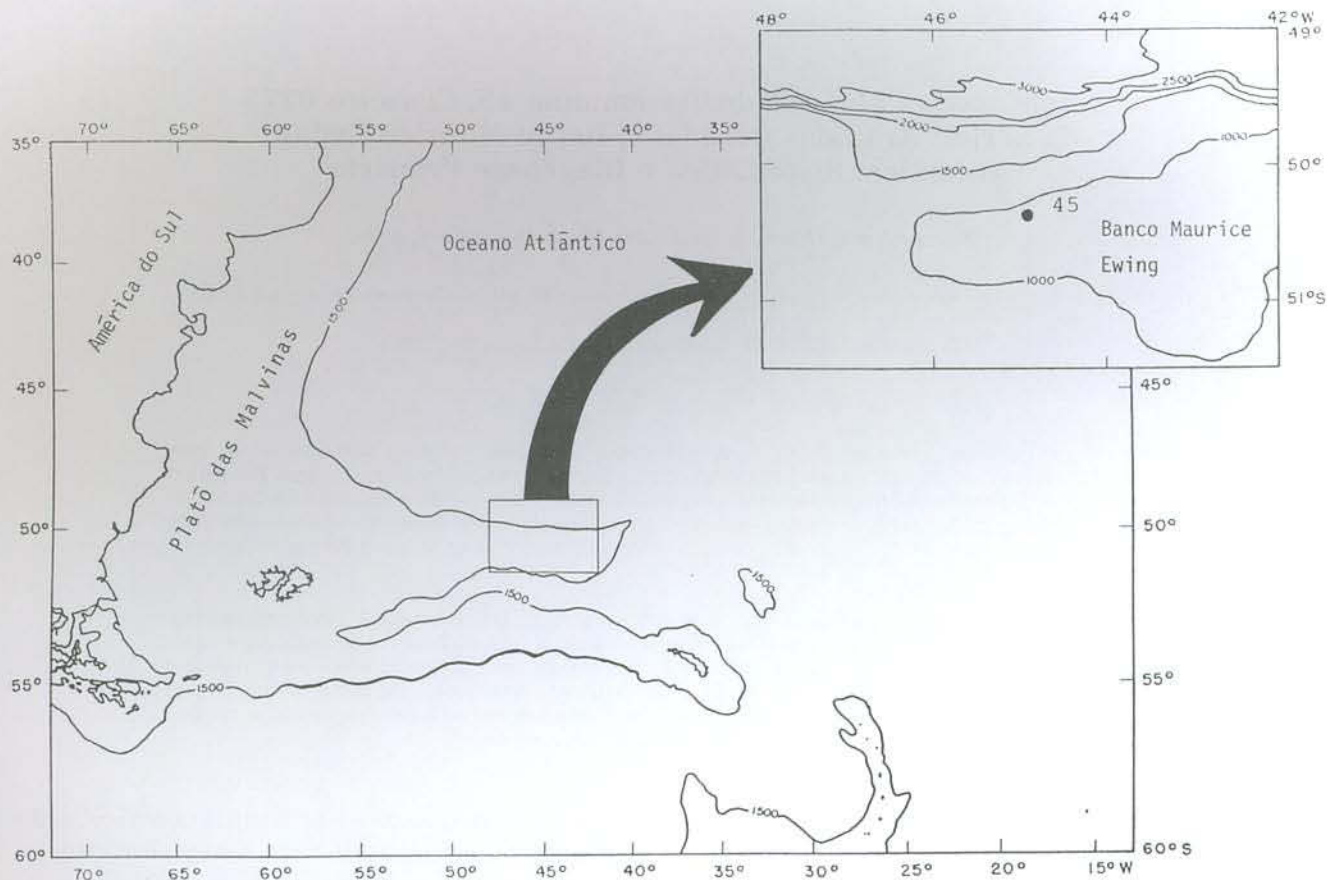 48° 46° 44° 42°W
49°
3000
2500
2000
1500
1000
50°
45
Banco Maurice
Ewing
1000
51°S
70° 65° 60° 55° 50° 45° 40° 35°
35°
América do Sul
Oceano Atlântico
40° 1500
45° 45°
Platō das Malvinas
50° 50°
1500
1500
55° 1500 55°
1500
60° 60°S
70° 65° 60° 55° 50° 45° 40° 35° 30° 25° 20° 15°W